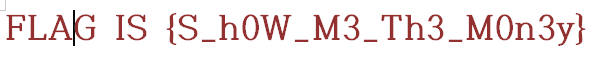 FLAG IS {S_h0W_M3_Th3_M0n3y}